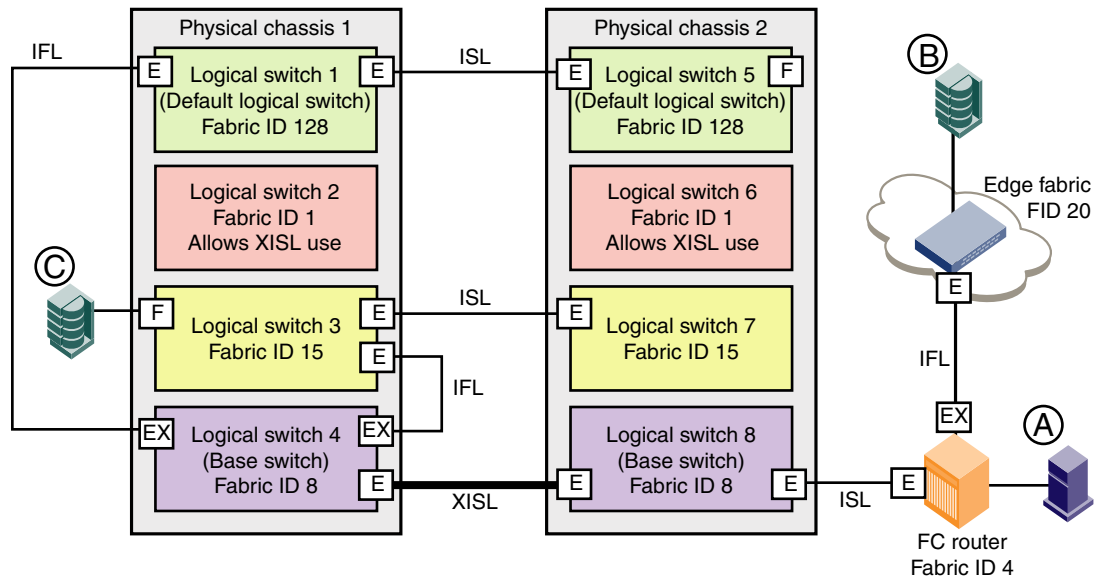 Physical chassis 1
Physical chassis 2
IFL
E
Logical switch 1
(Default logical switch)
Fabric ID 128
E
ISL
E
Logical switch 5
(Default logical switch)
Fabric ID 128
F
B
Logical switch 2
Fabric ID 1
Allows XISL use
Logical switch 6
Fabric ID 1
Allows XISL use
Edge fabric
FID 20
E
C
F
Logical switch 3
Fabric ID 15
E
E
ISL
E
Logical switch 7
Fabric ID 15
IFL
IFL
EX
Logical switch 4
(Base switch)
Fabric ID 8
EX
E
XISL
E
Logical switch 8
(Base switch)
Fabric ID 8
E
ISL
E
EX
A
FC router
Fabric ID 4